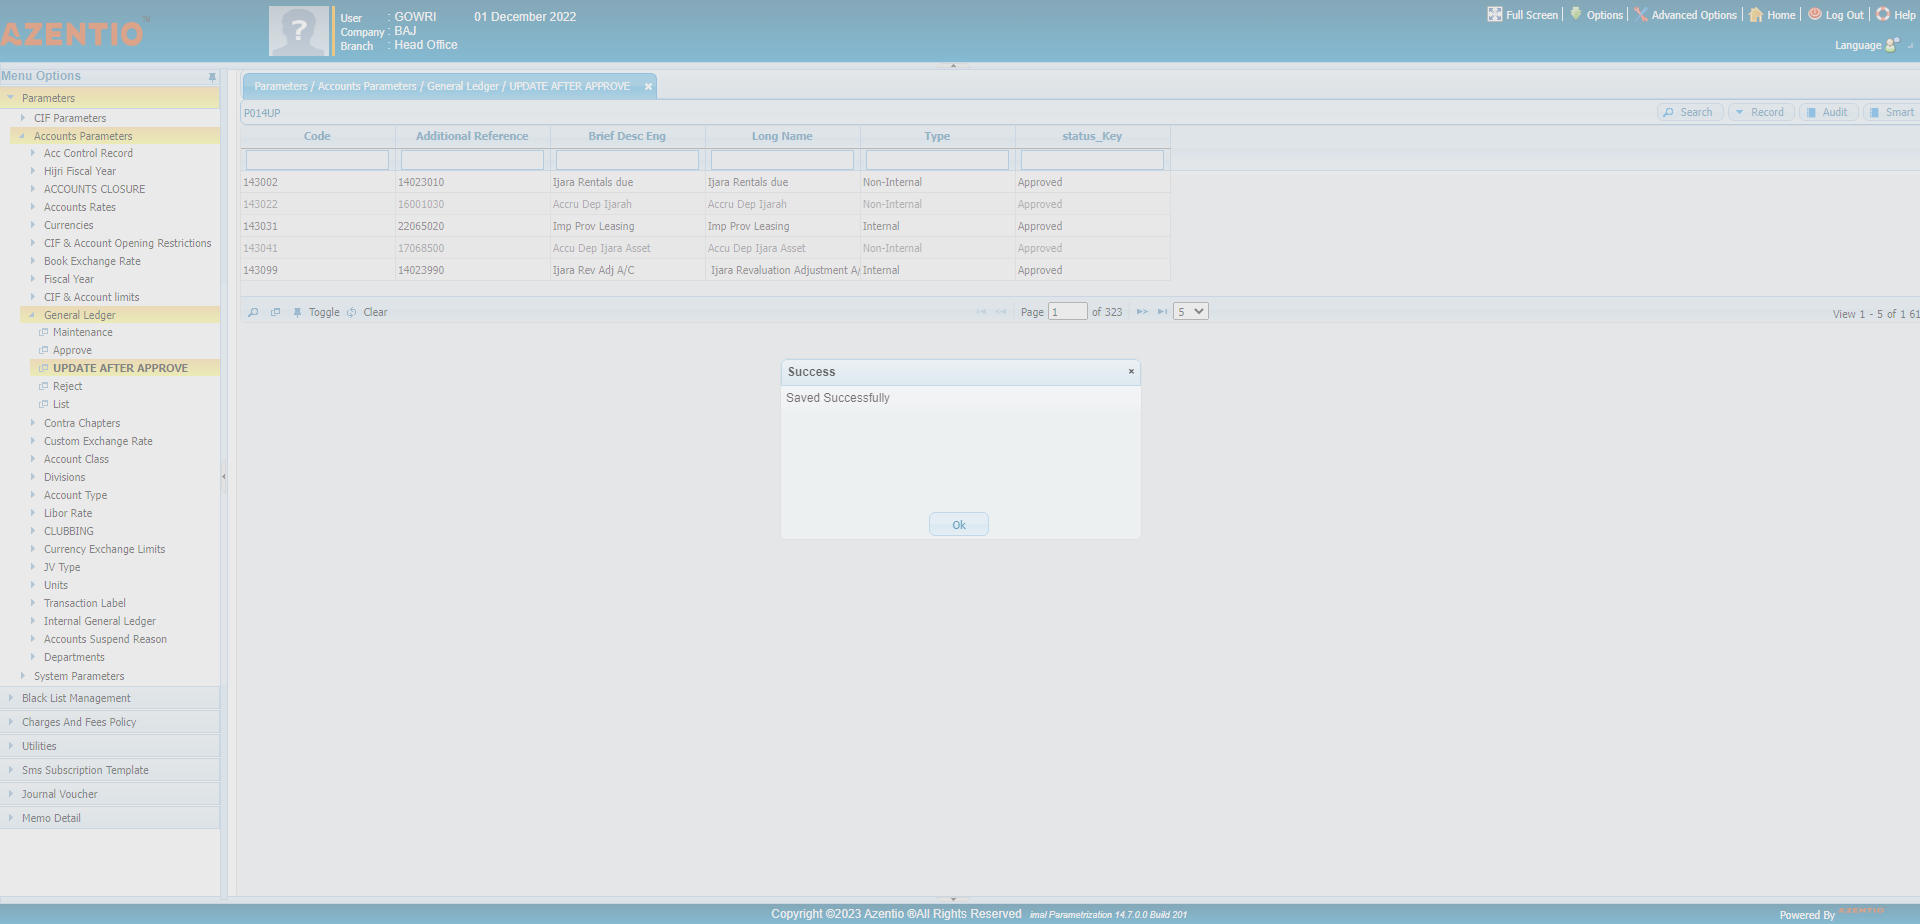 AZENTIO™
User : GOWRI 01 December 2022
Company : BAJ
Branch : Head Office
Full Screen | Options | Advanced Options | Home | Log Out | Help
Language
Menu Options
Parameters
CIF Parameters
Accounts Parameters
Acc Control Record
Hijri Fiscal Year
ACCOUNTS CLOSURE
Accounts Rates
Currencies
CIF & Account Opening Restrictions
Book Exchange Rate
Fiscal Year
CIF & Account limits
General Ledger
Maintenance
Approve
UPDATE AFTER APPROVE
Reject
List
Contra Chapters
Custom Exchange Rate
Account Class
Divisions
Account Type
Libor Rate
CLUBBING
Currency Exchange Limits
JV Type
Units
Transaction Label
Internal General Ledger
Accounts Suspend Reason
Departments
System Parameters
Black List Management
Charges And Fees Policy
Utilities
Sms Subscription Template
Journal Voucher
Memo Detail
Parameters / Accounts Parameters / General Ledger / UPDATE AFTER APPROVE
P014UP
Search Record Audit Smart
Code Additional Reference Brief Desc Eng Long Name Type status_Key
143002 14023010 Ijara Rentals due Ijara Rentals due Non-Internal Approved
143022 16001030 Accru Dep Ijarah Accru Dep Ijarah Non-Internal Approved
143031 22065020 Imp Prov Leasing Imp Prov Leasing Internal Approved
143041 17068500 Accu Dep Ijara Asset Accu Dep Ijara Asset Non-Internal Approved
143099 14023990 Ijara Rev Adj A/C Ijara Revaluation Adjustment A/ Internal Approved
Toggle Clear
Page 1 of 323 5
View 1 - 5 of 1 61
Success
Saved Successfully
Ok
Copyright ©2023 Azentio ®All Rights Reserved imal Parametrization 14.7.0.0 Build 201
Powered By AZENTIO